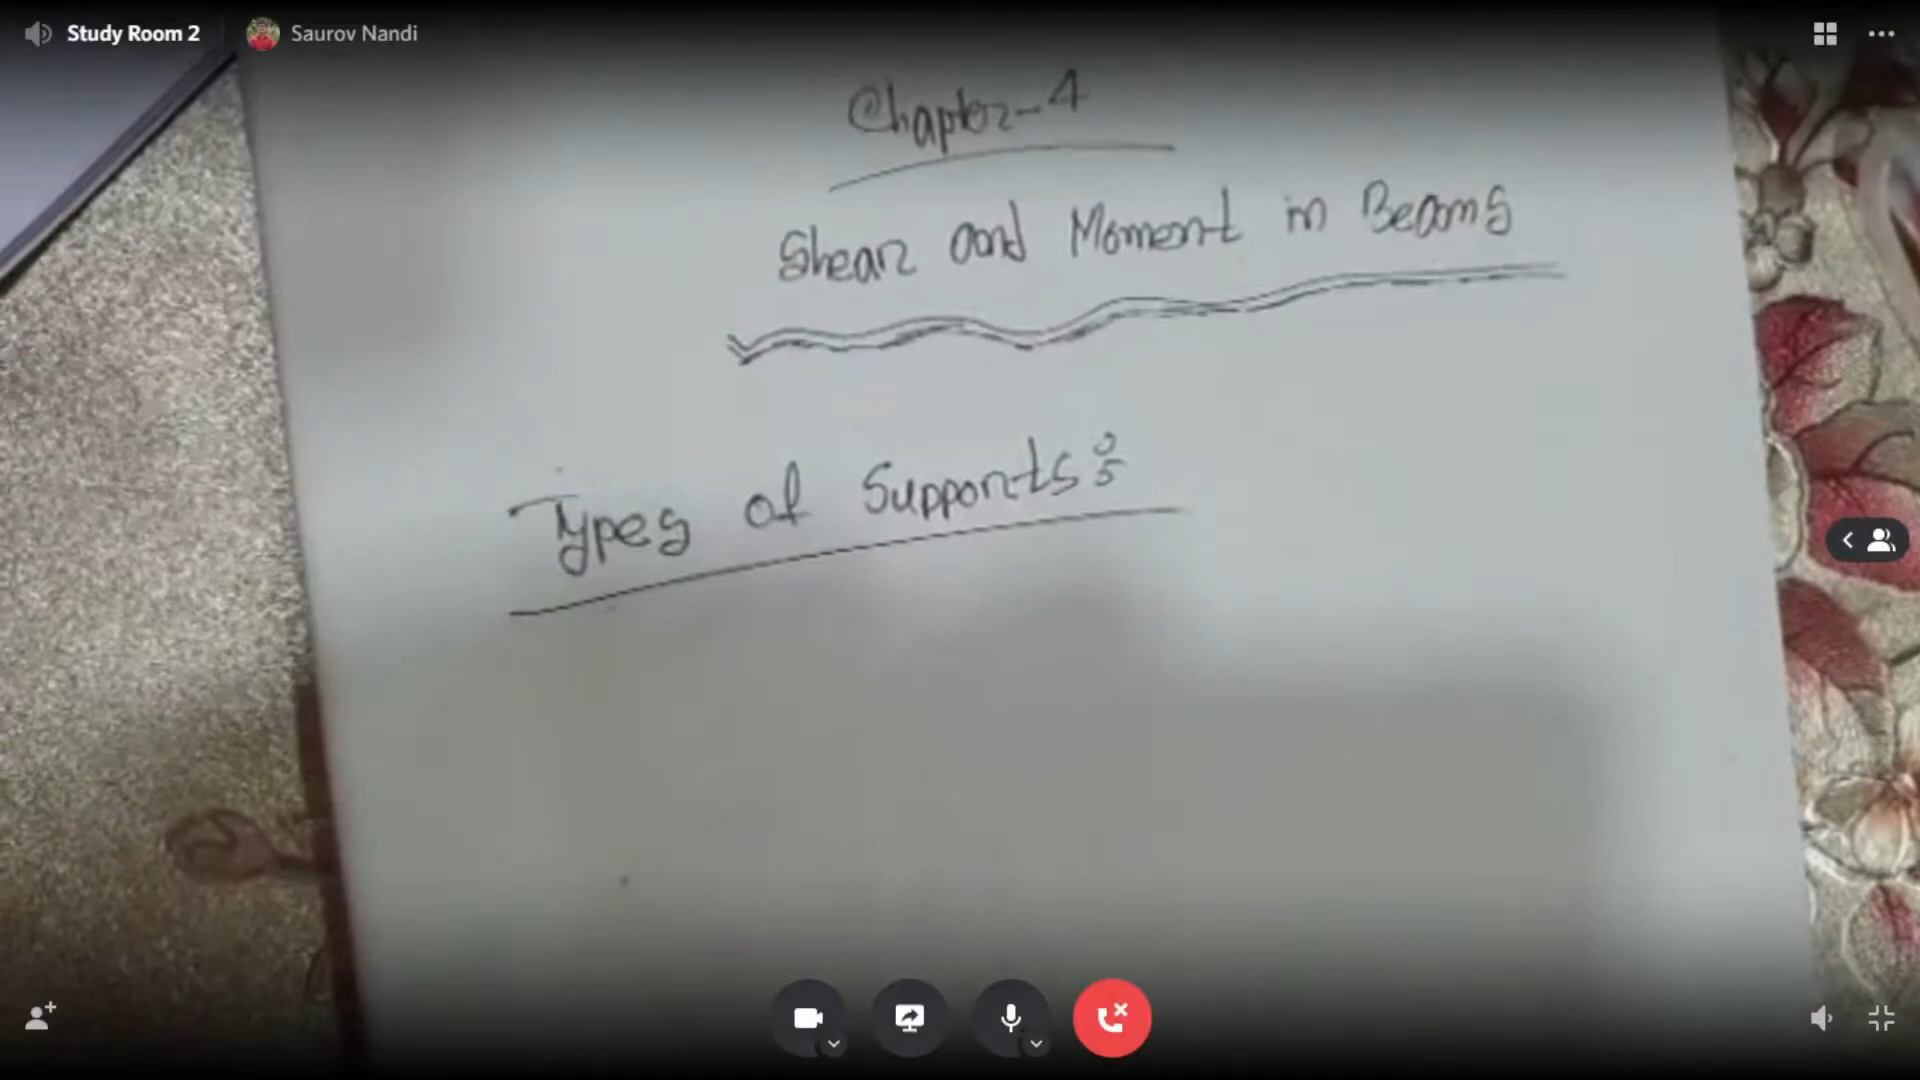 Study Room 2 Saurov Nandi
Chapter-4
Shear and Moment in Beams
Types of Supports: